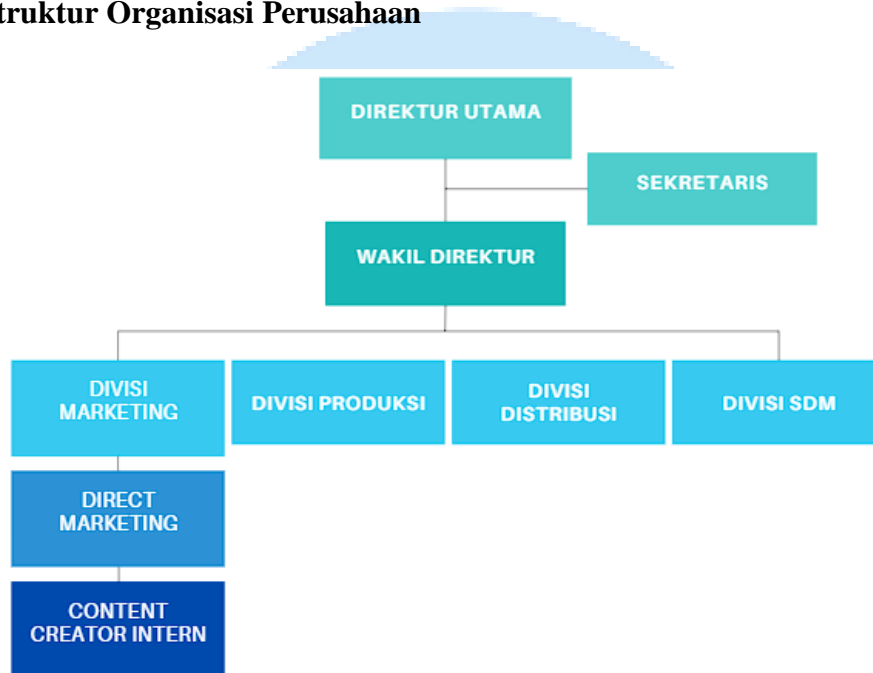 truktur Organisasi Perusahaan
DIREKTUR UTAMA
SEKRETARIS
WAKIL DIREKTUR
DIVISI
MARKETING
DIVISI PRODUKSI
DIVISI
DISTRIBUSI
DIVISI SDM
DIRECT
MARKETING
CONTENT
CREATOR INTERN